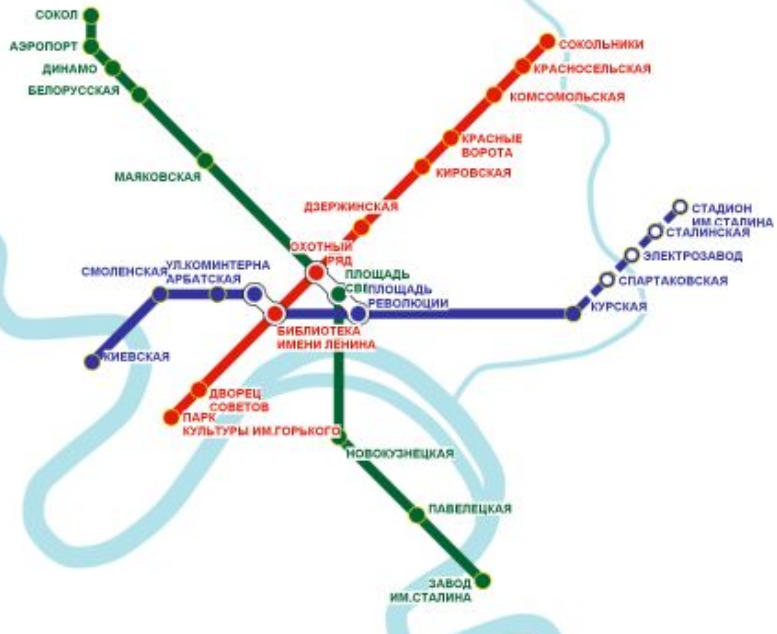 СОКОЛ
АЭРОПОРТ
ДИНАМО
БЕЛОРУССКАЯ
МАЯКОВСКАЯ
СОКОЛЬНИКИ
КРАСНОСЕЛЬСКАЯ
КОМСОМОЛЬСКАЯ
КРАСНЫЕ
ВОРОТА
КИРОВСКАЯ
ДЗЕРЖИНСКАЯ
ОХОТНЫЙ
РЯД
СТАДИОН
ИМ.СТАЛИНА
СТАЛИНСКАЯ
ЭЛЕКТРОЗАВОД
СПАРТАКОВСКАЯ
КУРСКАЯ
СМОЛЕНСКАЯ
УЛ.КОМИНТЕРНА
АРБАТСКАЯ
КИЕВСКАЯ
ПЛОЩАДЬ
ПЛОЩАДЬ
РЕВОЛЮЦИИ
БИБЛИОТЕКА
ИМЕНИ ЛЕНИНА
ДВОРЕЦ
СОВЕТОВ
ПАРК
КУЛЬТУРЫ ИМ.ГОРЬКОГО
НОВОКУЗНЕЦКАЯ
ПАВЕЛЕЦКАЯ
ЗАВОД
ИМ.СТАЛИНА